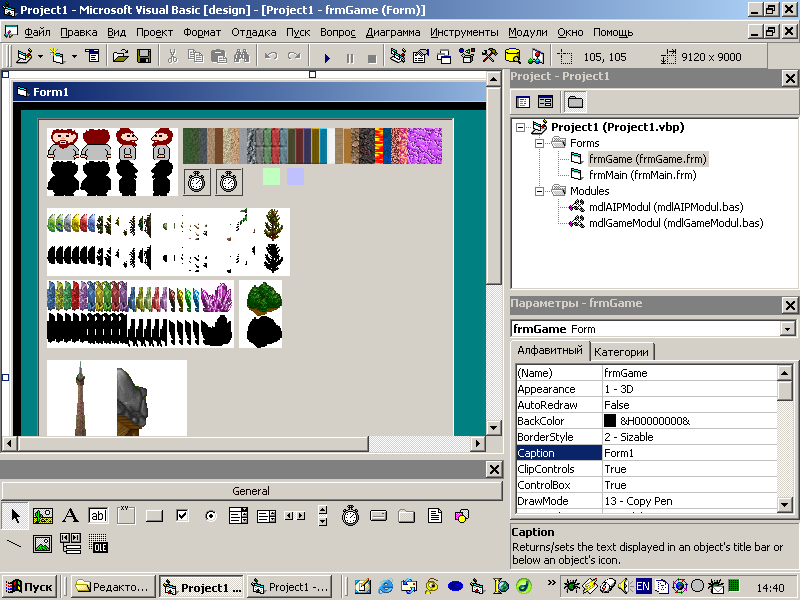 Project1 - Microsoft Visual Basic [design] - [Project1 - frmGame (Form)]
Файл Правка Вид Проект Формат Отладка Пуск Вопрос Диаграмма Инструменты Модули Окно Помощь
105, 105 9120 x 9000
Form1
Project - Project1
Project1 (Project1.vbp)
Forms
frmGame (frmGame.frm)
frmMain (frmMain.frm)
Modules
mdlAIPModul (mdlAIPModul.bas)
mdlGameModul (mdlGameModul.bas)
Параметры - frmGame
frmGame Form
Алфавитный Категории
(Name) frmGame
Appearance 1 - 3D
AutoRedraw False
BackColor &H00000000&
BorderStyle 2 - Sizable
Caption Form1
ClipControls True
ControlBox True
DrawMode 13 - Copy Pen
Caption
Returns/sets the text displayed in an object's title bar or
below an object's icon.
General
A ab| xv
OLE
Пуск Редакто... Project1 ... Project1 - ... » EN 14:40